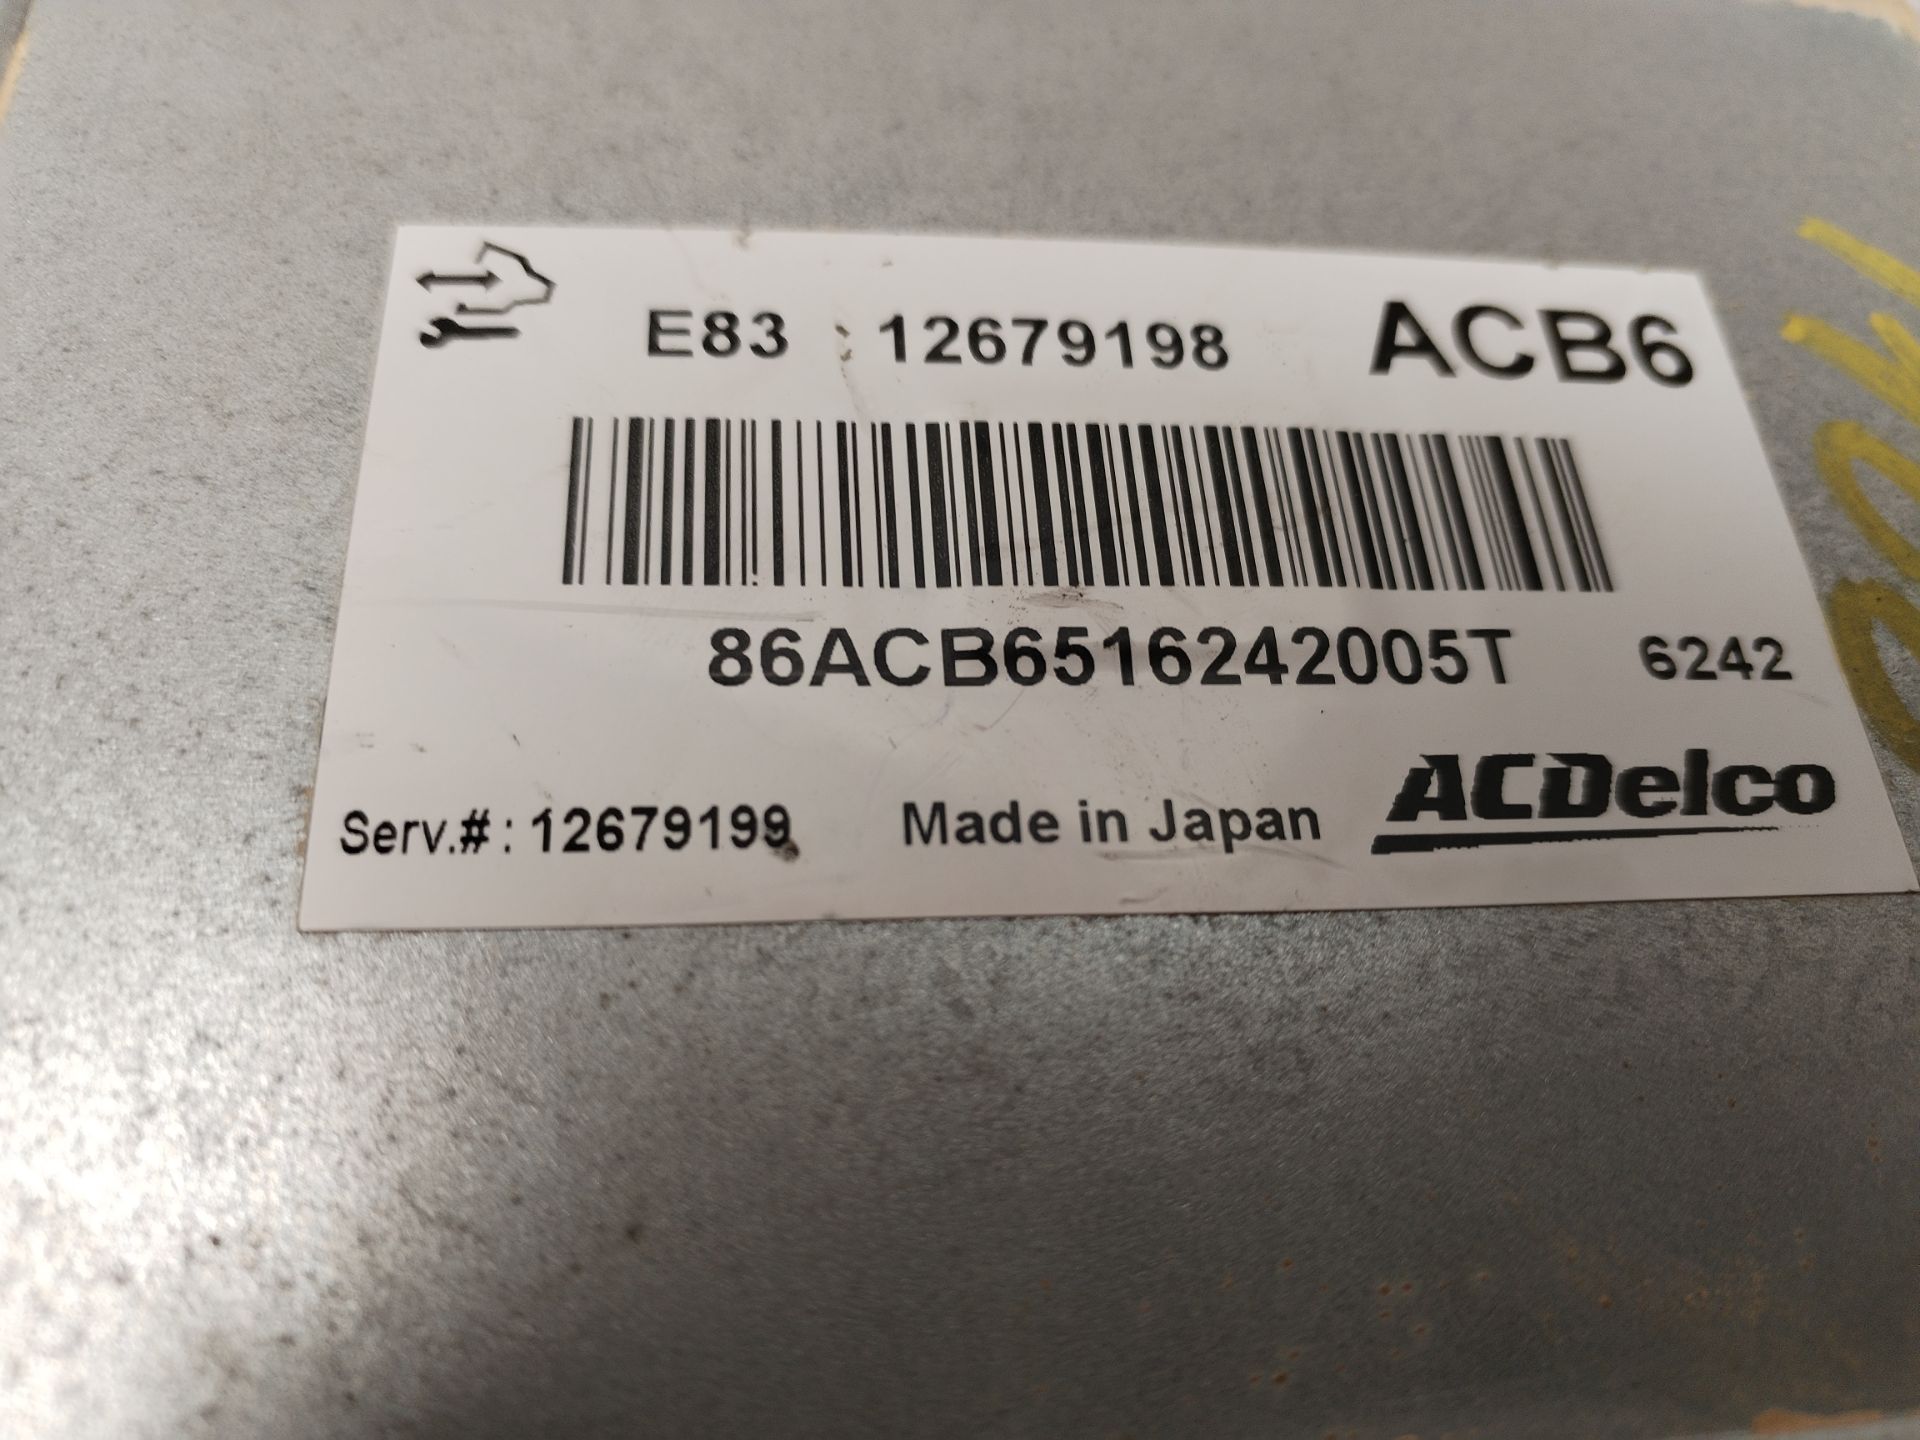 E83 12679198 ACB6
86ACB6516242005T 6242
Serv.#: 12679199 Made in Japan ACDelco